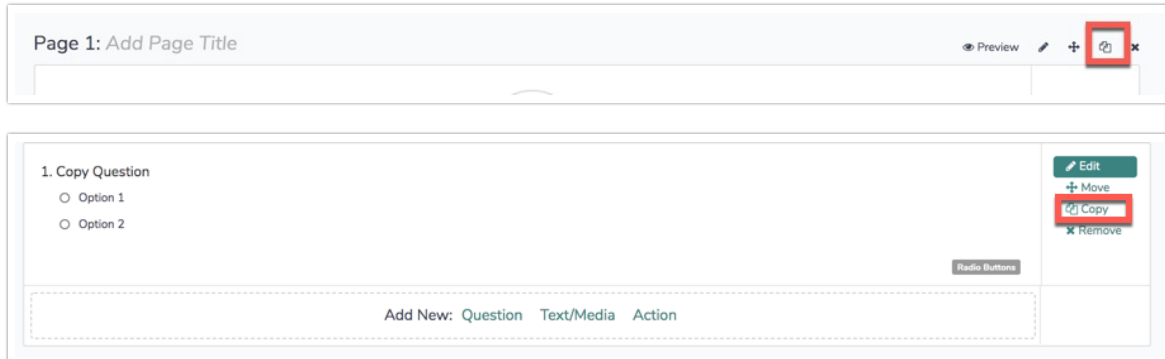 Page 1: Add Page Title
Preview
1. Copy Question
Option 1
Option 2
Edit
Move
Copy
Remove
Radio Buttons
Add New: Question Text/Media Action